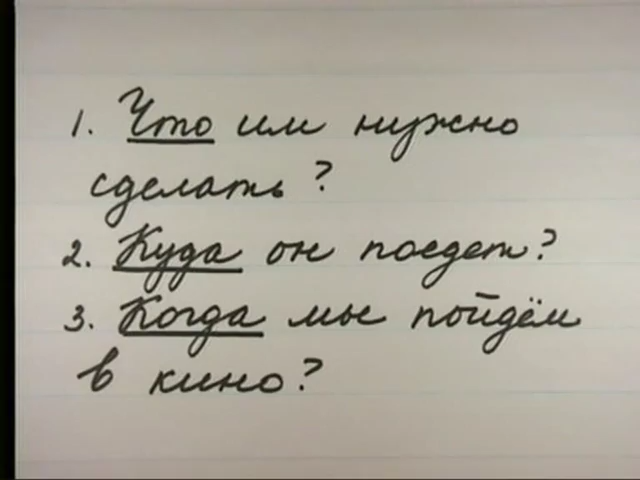 1. Что им нужно
сделать?
2. Куда он поедет?
3. Когда мы пойдём
в кино?